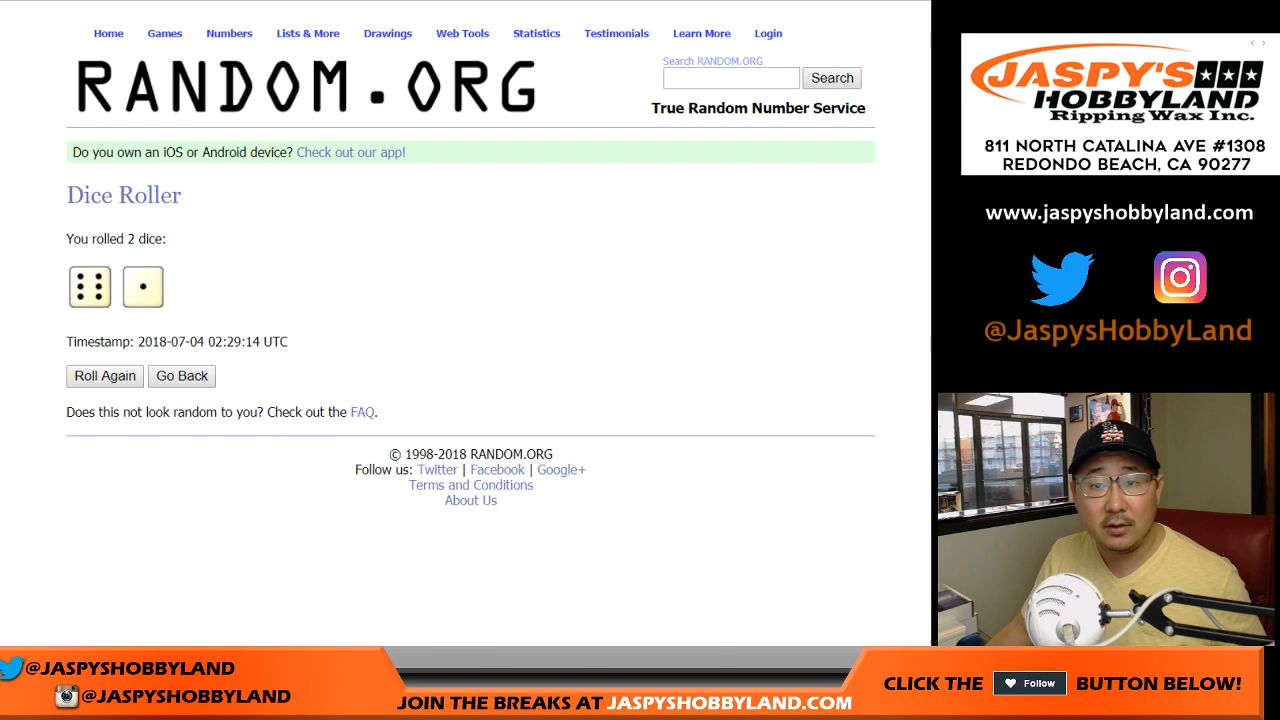 Home Games Numbers Lists & More Drawings Web Tools Statistics Testimonials Learn More Login
RANDOM.ORG
Search RANDOM.ORG
Search
True Random Number Service
Do you own an iOS or Android device? Check out our app!
Dice Roller
You rolled 2 dice:
Timestamp: 2018-07-04 02:29:14 UTC
Roll Again Go Back
Does this not look random to you? Check out the FAQ.
© 1998-2018 RANDOM.ORG
Follow us: Twitter | Facebook | Google+
Terms and Conditions
About Us
JASPY'S
HOBBYLAND
Ripping Wax Inc.
811 NORTH CATALINA AVE #1308
REDONDO BEACH, CA 90277
www.jaspyshobbyland.com
@JaspysHobbyLand
@JASPYSHOBBYLAND
@JASPYSHOBBYLAND
JOIN THE BREAKS AT JASPYSHOBBYLAND.COM
CLICK THE Follow BUTTON BELOW!